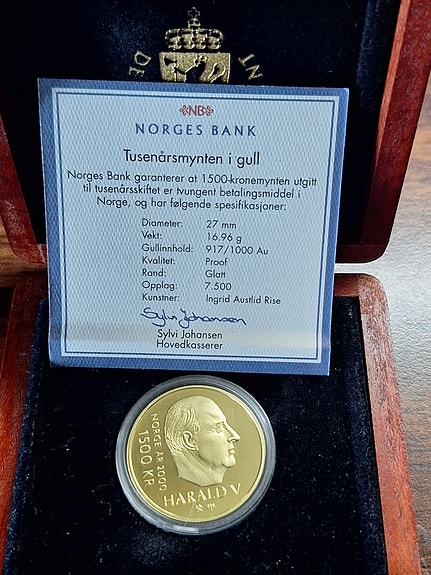 DE
NT
NB
NORGES BANK
Tusenårsmynten i gull
Norges Bank garanterer at 1500-kronemynten utgitt
til tusenårsskiftet er tvungent betalingsmiddel i
Norge, og har følgende spesifikasjoner:
Diameter: 27 mm
Vekt: 16.96 g
Gullinnhold: 917/1000 Au
Kvalitet: Proof
Rand: Glatt
Opplag: 7.500
Kunstner: Ingrid Austlid Rise
Sylvi Johansen
Sylvi Johansen
Hovedkasserer
NORGE ÅR 2000
1500 KR
HARALD V